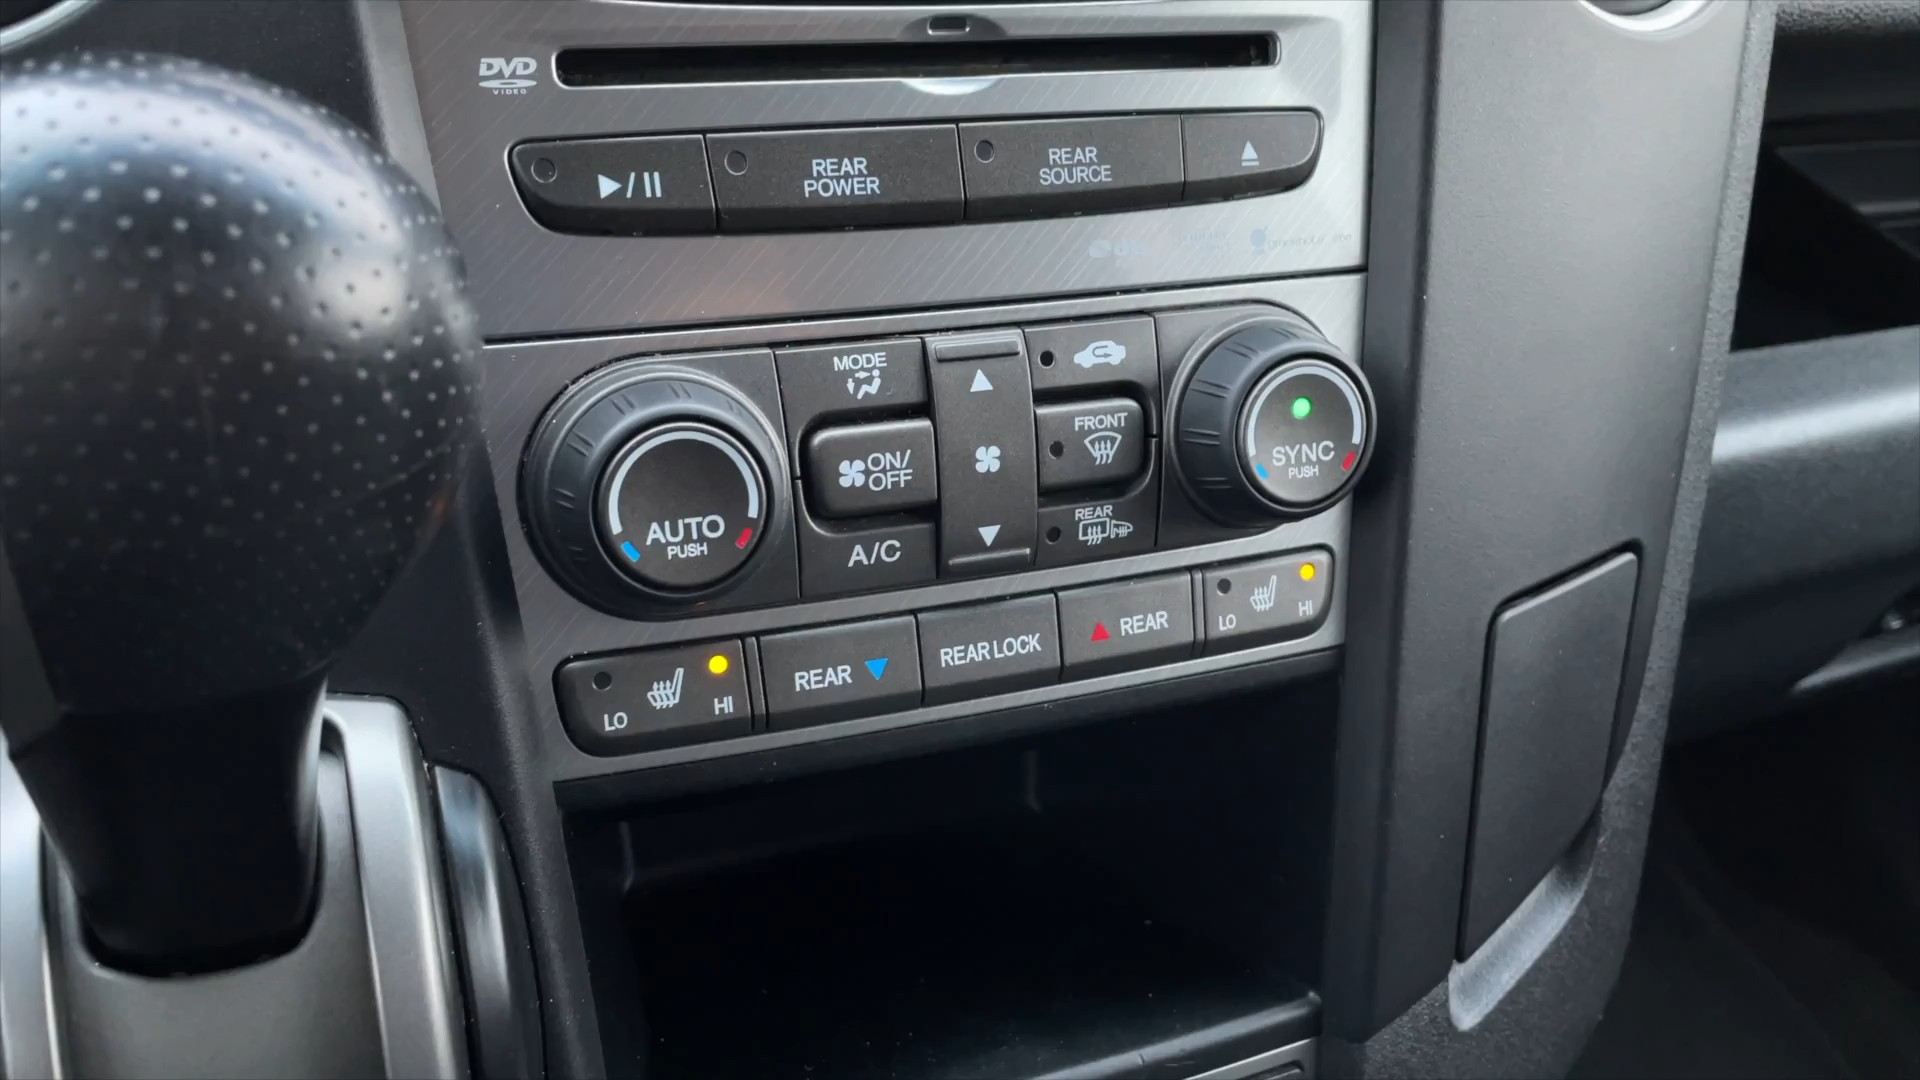 DVD
VIDEO
REAR
POWER
REAR
SOURCE
MODE
FRONT
ON/
OFF
SYNC
PUSH
AUTO
PUSH
REAR
A/C
LO
HI
REAR
REAR LOCK
REAR
LO
HI